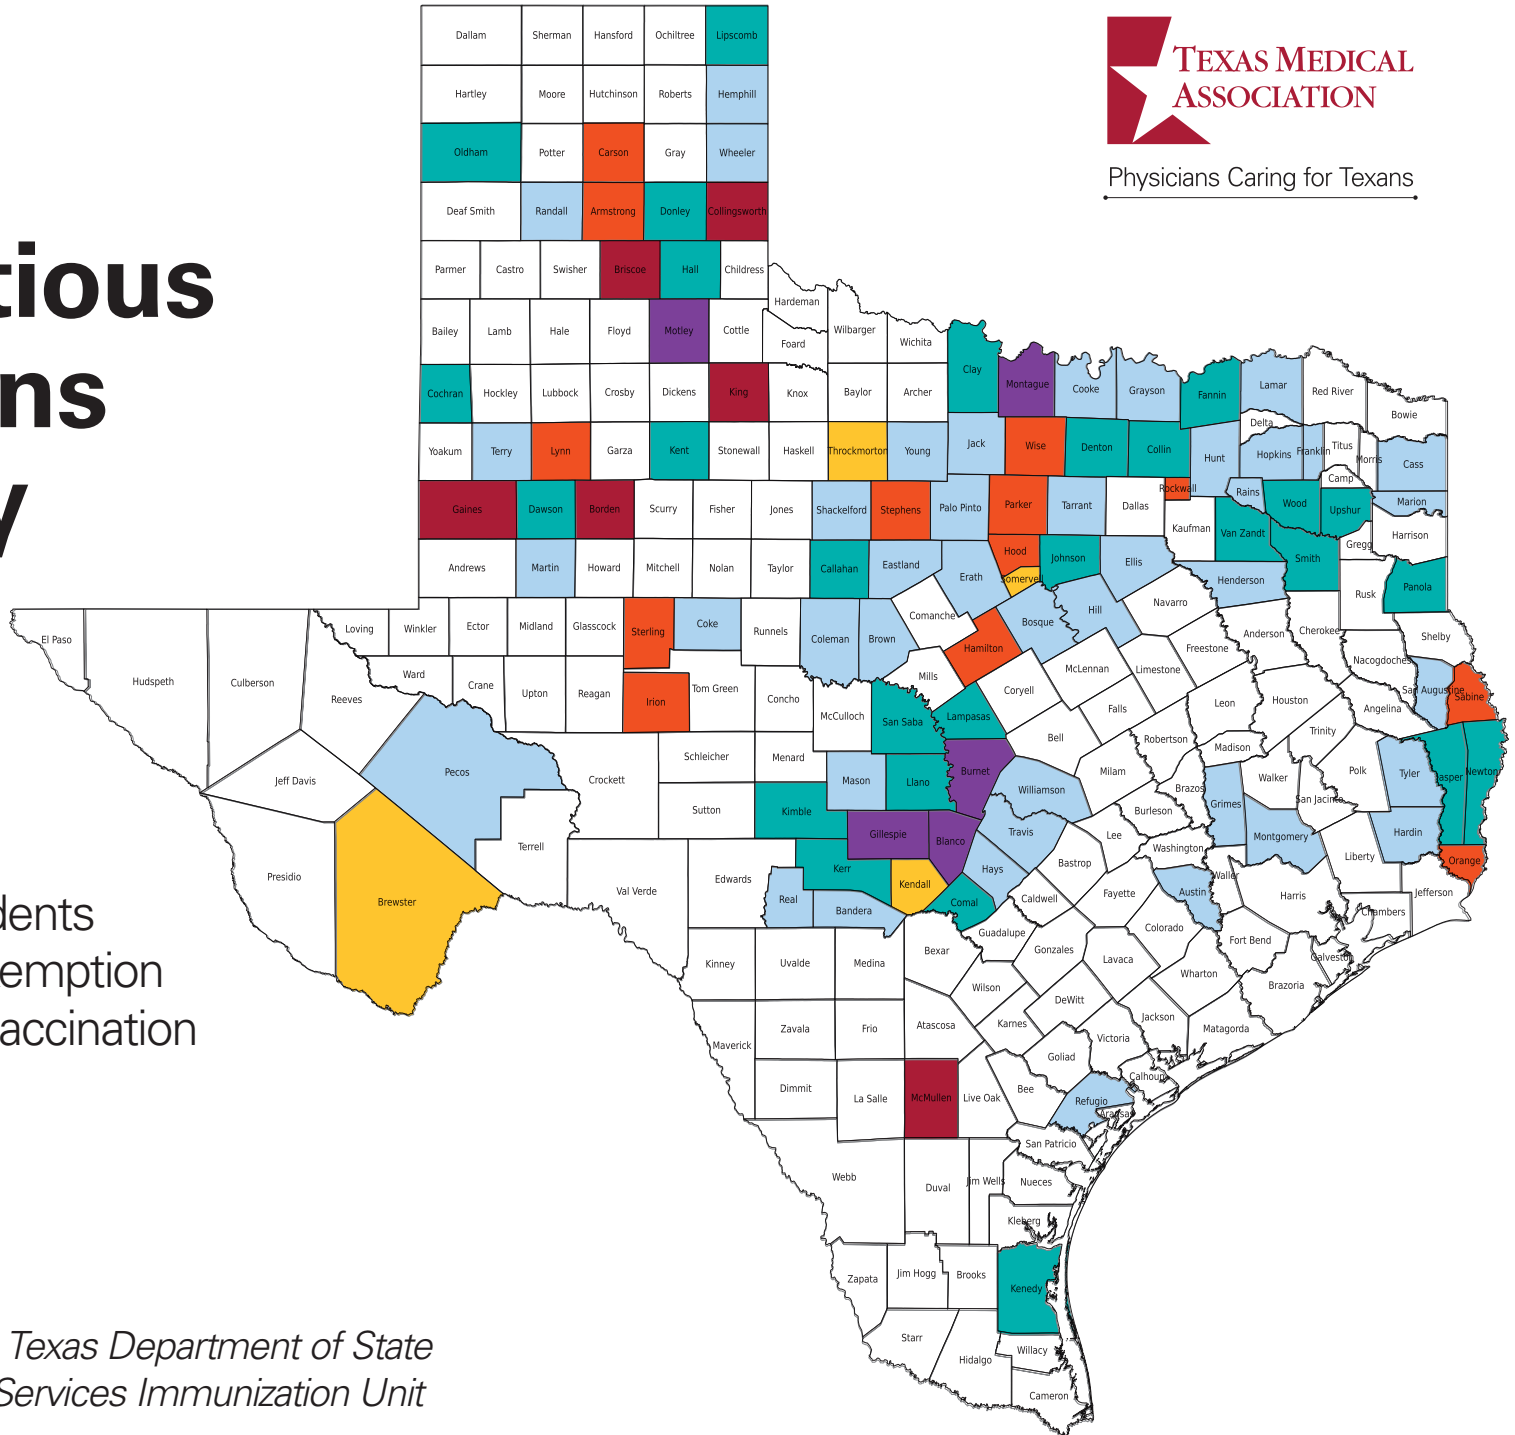 TEXAS MEDICAL
ASSOCIATION
Physicians Caring for Texans
tious
ns
y
dents
emption
accination
Texas Department of State
Services Immunization Unit
Dallam Sherman Hansford Ochiltree Lipscomb
Hartley Moore Hutchinson Roberts Hemphill
Oldham Potter Carson Gray Wheeler
Deaf Smith Randall Armstrong Donley Collingsworth
Parmer Castro Swisher Briscoe Hall Childress
Hardeman
Bailey Lamb Hale Floyd Motley Cottle Foard Wilbarger Wichita
Clay Montague Cooke Grayson Fannin Lamar Red River Bowie
Cochran Hockley Lubbock Crosby Dickens King Knox Baylor Archer
Delta
Yoakum Terry Lynn Garza Kent Stonewall Haskell Throckmorton Young Jack Wise Denton Collin Hunt Hopkins Franklin Titus Morris Cass
Camp
Rockwall Rains Wood Upshur Marion
Gaines Dawson Borden Scurry Fisher Jones Shackelford Stephens Palo Pinto Parker Tarrant Dallas Kaufman Van Zandt Smith Gregg Harrison
Andrews Martin Howard Mitchell Nolan Taylor Callahan Eastland Erath Hood Somervell Johnson Ellis Henderson Rusk Panola
El Paso Hudspeth Culberson Reeves Loving Winkler Ector Midland Glasscock Sterling Coke Runnels Coleman Brown Comanche Hamilton Bosque Hill Navarro Anderson Cherokee Shelby
Ward Crane Upton Reagan Irion Tom Green Concho McCulloch Mills Coryell McLennan Limestone Freestone Nacogdoches San Augustine Sabine
San Saba Lampasas Bell Falls Leon Houston Angelina
Robertson Madison Trinity
Jeff Davis Pecos Crockett Schleicher Menard Mason Llano Burnet Williamson Milam Brazos Grimes Walker San Jacinto Polk Tyler Jasper Newton
Terrell Sutton Kimble Gillespie Blanco Travis Lee Burleson Washington Montgomery Liberty Hardin Orange
Presidio Brewster Val Verde Edwards Kerr Kendall Hays Bastrop
Real Bandera Comal Caldwell Fayette Austin Waller Harris Chambers Jefferson
Guadalupe Colorado Fort Bend Galveston
Kinney Uvalde Medina Bexar Gonzales Lavaca Wharton Brazoria
Wilson DeWitt Jackson Matagorda
Maverick Zavala Frio Atascosa Karnes Victoria
Goliad Calhoun
Dimmit La Salle McMullen Live Oak Bee Refugio Aransas
San Patricio
Webb Duval Jim Wells Nueces
Kleberg
Zapata Jim Hogg Brooks Kenedy
Starr Hidalgo Willacy
Cameron